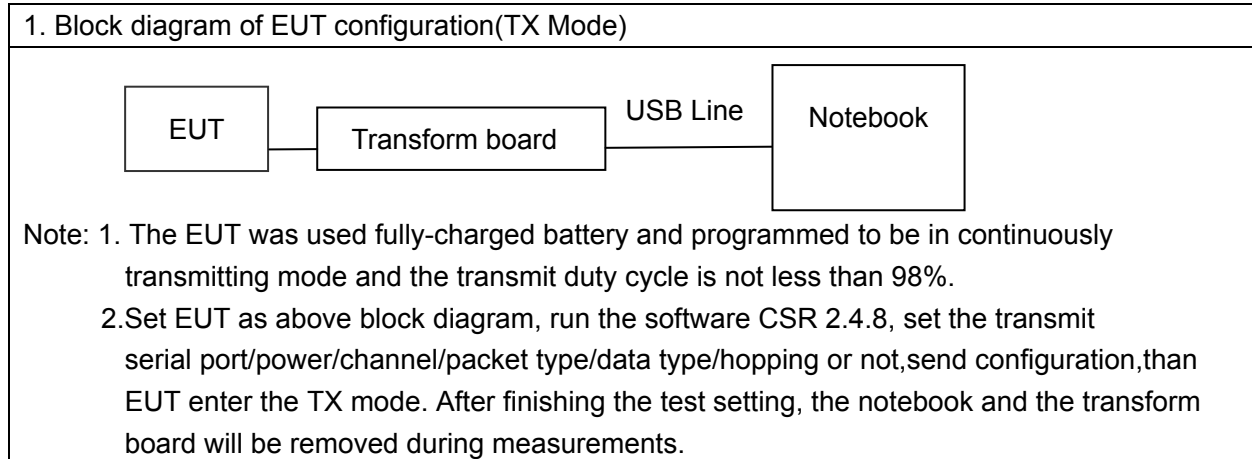 1. Block diagram of EUT configuration(TX Mode)
EUT
Transform board
USB Line
Notebook
Note: 1. The EUT was used fully-charged battery and programmed to be in continuously
transmitting mode and the transmit duty cycle is not less than 98%.
2.Set EUT as above block diagram, run the software CSR 2.4.8, set the transmit
serial port/power/channel/packet type/data type/hopping or not,send configuration,than
EUT enter the TX mode. After finishing the test setting, the notebook and the transform
board will be removed during measurements.